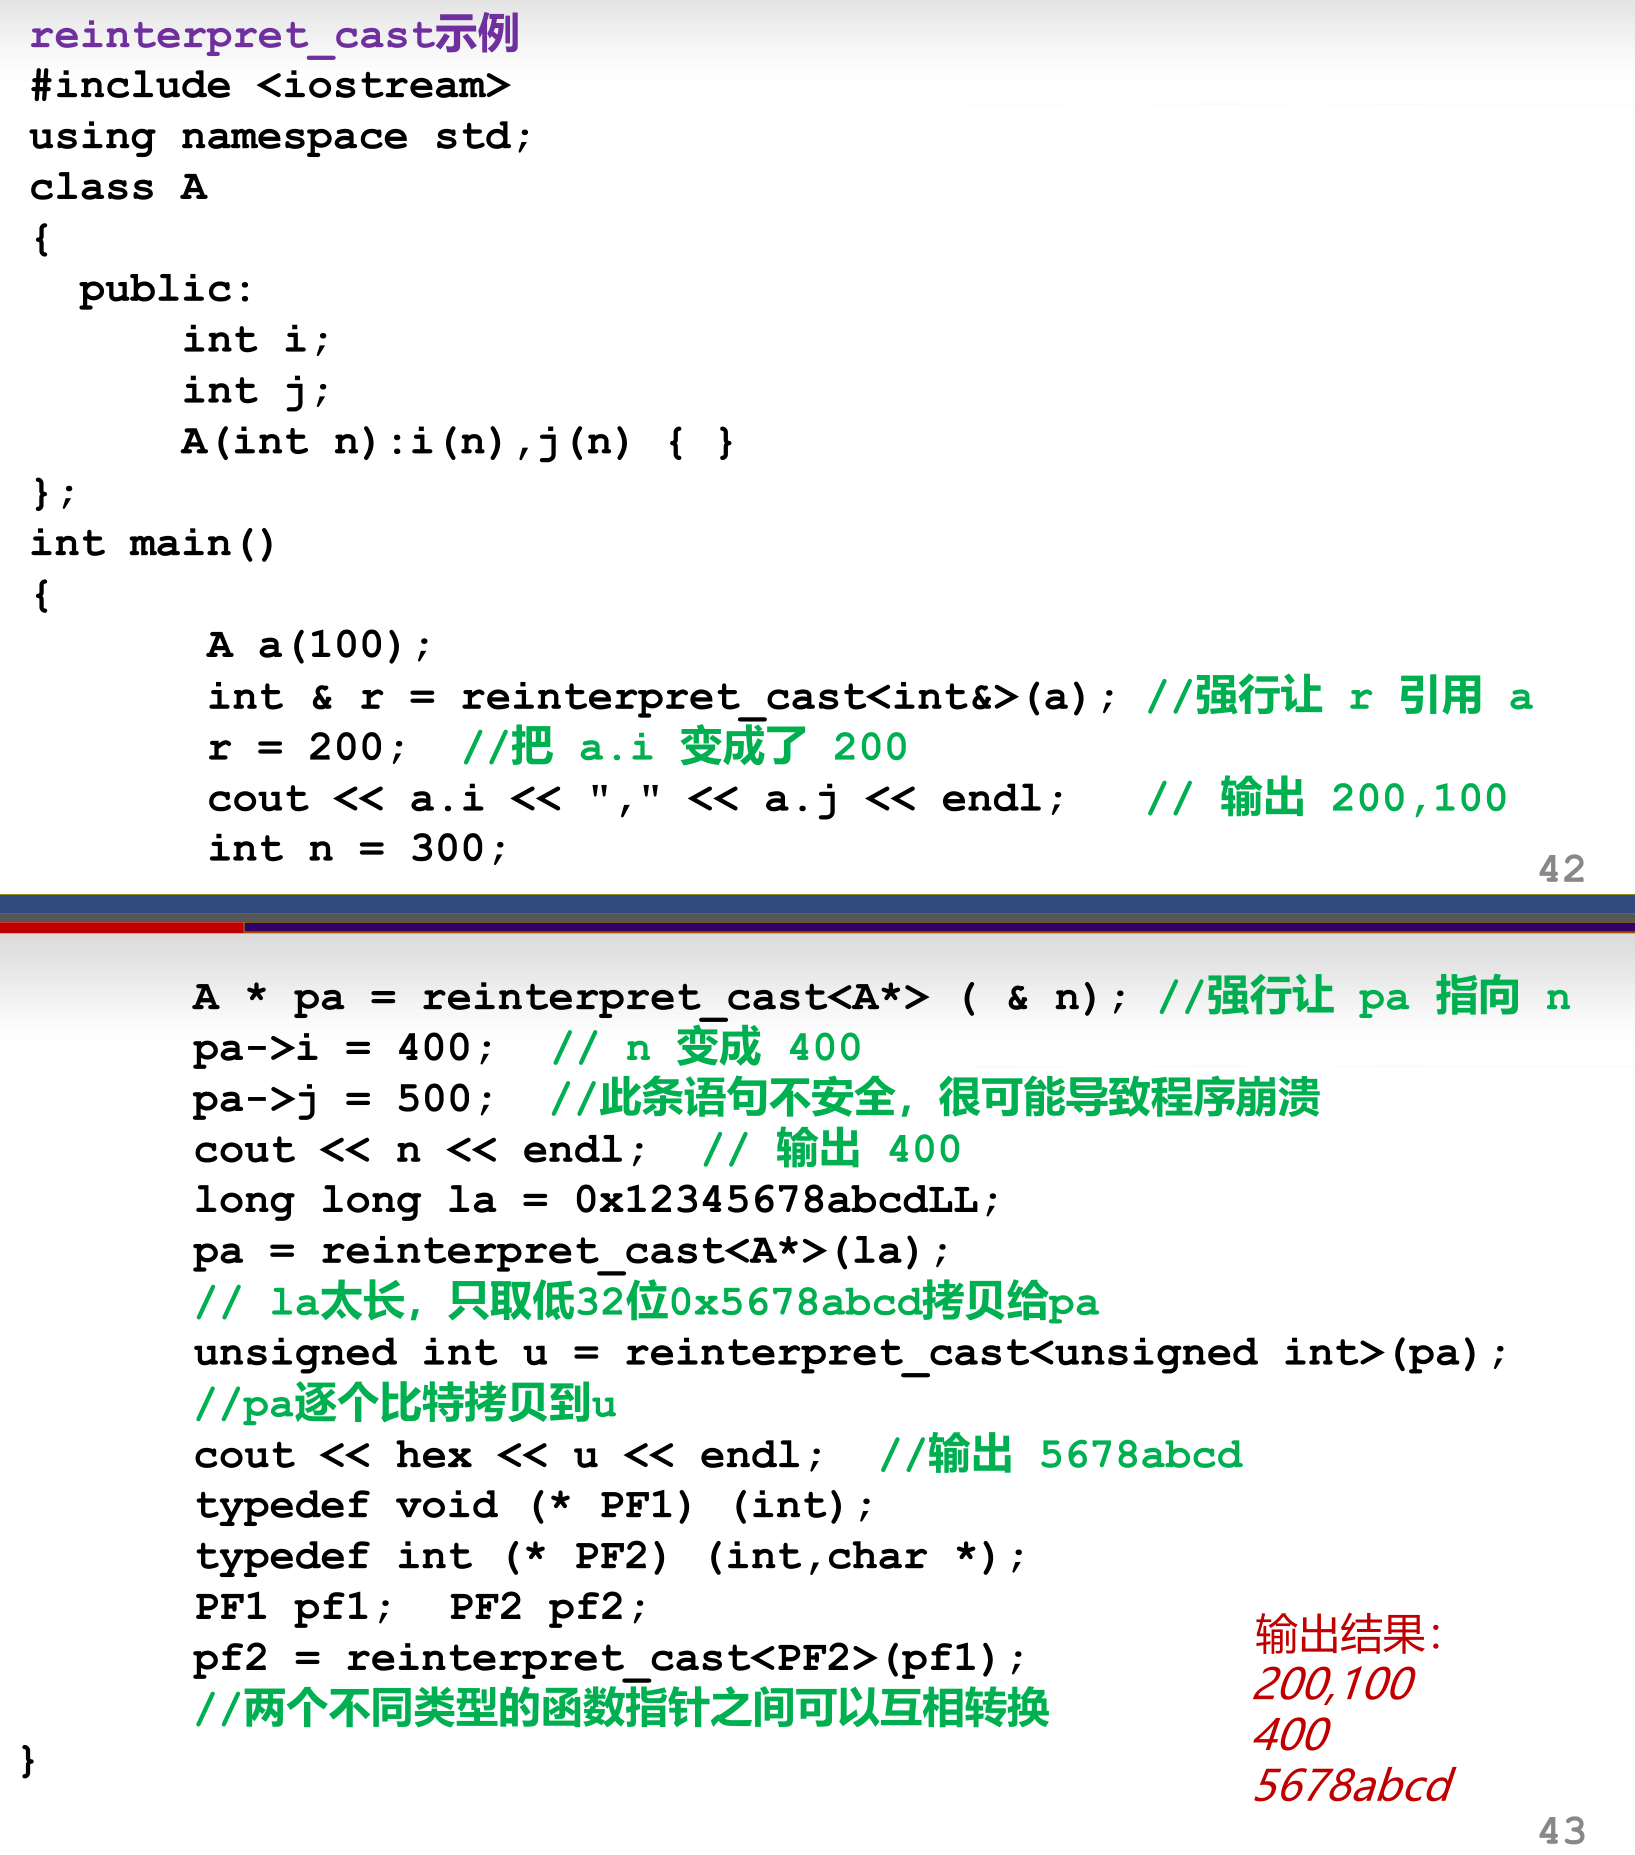 reinterpret_cast示例
#include <iostream>
using namespace std;
class A
{
public:
int i;
int j;
A(int n):i(n),j(n) { }
};
int main()
{
A a(100);
int & r = reinterpret_cast<int&>(a); //强行让 r 引用 a
r = 200; //把 a.i 变成了 200
cout << a.i << "," << a.j << endl; // 输出 200,100
int n = 300;
42
A * pa = reinterpret_cast<A*> ( & n); //强行让 pa 指向 n
pa->i = 400; // n 变成 400
pa->j = 500; //此条语句不安全，很可能导致程序崩溃
cout << n << endl; // 输出 400
long long la = 0x12345678abcdLL;
pa = reinterpret_cast<A*>(la);
// la太长，只取低32位0x5678abcd拷贝给pa
unsigned int u = reinterpret_cast<unsigned int>(pa);
//pa逐个比特拷贝到u
cout << hex << u << endl; //输出 5678abcd
typedef void (* PF1) (int);
typedef int (* PF2) (int,char *);
PF1 pf1; PF2 pf2;
pf2 = reinterpret_cast<PF2>(pf1);
//两个不同类型的函数指针之间可以互相转换
}
输出结果：
200,100
400
5678abcd
43